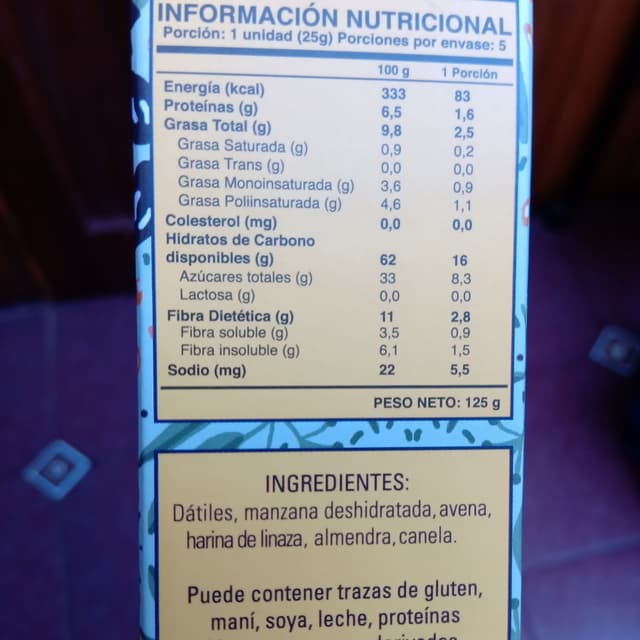 INFORMACIÓN NUTRICIONAL
Porción: 1 unidad (25g) Porciones por envase: 5
100 g 1 Porción
Energía (kcal) 333 83
Proteínas (g) 6,5 1,6
Grasa Total (g) 9,8 2,5
Grasa Saturada (g) 0,9 0,2
Grasa Trans (g) 0,0 0,0
Grasa Monoinsaturada (g) 3,6 0,9
Grasa Poliinsaturada (g) 4,6 1,1
Colesterol (mg) 0,0 0,0
Hidratos de Carbono
disponibles (g) 62 16
Azúcares totales (g) 33 8,3
Lactosa (g) 0,0 0,0
Fibra Dietética (g) 11 2,8
Fibra soluble (g) 3,5 0,9
Fibra insoluble (g) 6,1 1,5
Sodio (mg) 22 5,5
PESO NETO: 125 g
INGREDIENTES:
Dátiles, manzana deshidratada, avena,
harina de linaza, almendra, canela.
Puede contener trazas de gluten,
maní, soya, leche, proteínas